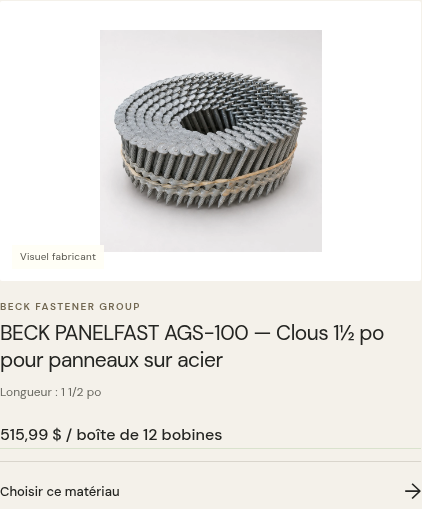 Visuel fabricant
BECK FASTENER GROUP
BECK PANELFAST AGS-100 — Clous 1½ po
pour panneaux sur acier
Longueur : 1 1/2 po
515,99 $ / boîte de 12 bobines
Choisir ce matériau